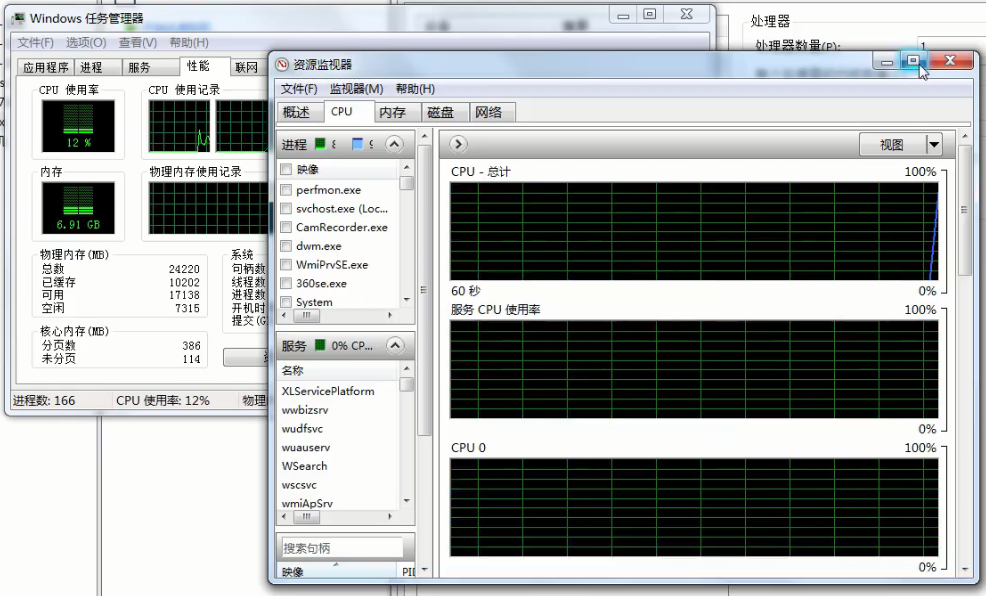 Windows 任务管理器
文件(F) 选项(O) 查看(V) 帮助(H)
应用程序 进程 服务 性能 联网
CPU 使用率 CPU 使用记录
12 %
内存 物理内存使用记录
6.91 GB
物理内存(MB)
总数 24220
已缓存 10202
可用 17138
空闲 7315
系统
句柄数
线程数
进程数
开机时
提交(G
核心内存(MB)
分页数 386
未分页 114
进程数: 166 CPU 使用率: 12% 物理
处理器
处理器数量(P): 1
资源监视器
文件(F) 监视器(M) 帮助(H)
概述 CPU 内存 磁盘 网络
进程
映像
perfmon.exe
svchost.exe (Loc...
CamRecorder.exe
dwm.exe
WmiPrvSE.exe
360se.exe
System
服务 0% CP...
名称
XLServicePlatform
wwbizsrv
wudfsvc
wuauserv
WSearch
wscsvc
wmiApSrv
搜索句柄
映像 PID
视图
CPU - 总计 100%
60 秒 0%
服务 CPU 使用率 100%
0%
CPU 0 100%
0%